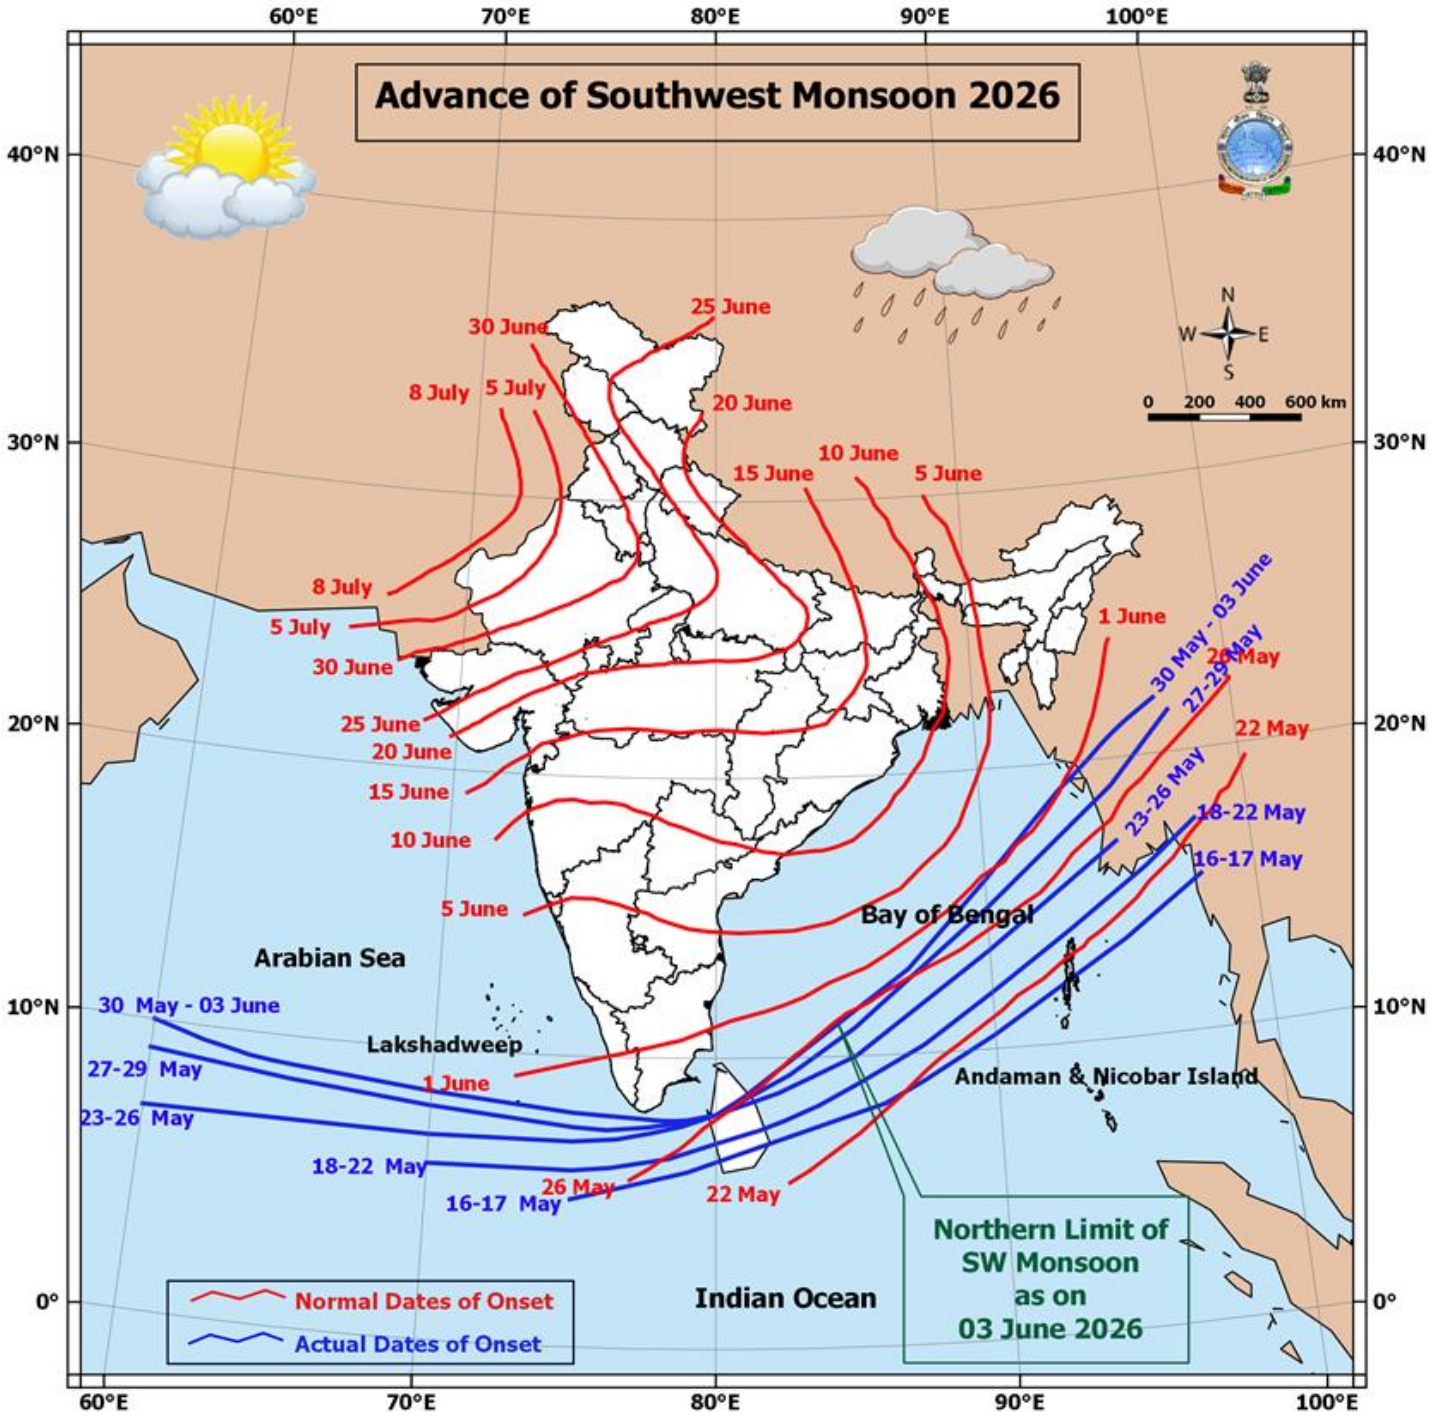 60°E 70°E 80°E 90°E 100°E
Advance of Southwest Monsoon 2026
40°N 40°N
N
W E
S
0 200 400 600 km
25 June
30 June
8 July 5 July
20 June
30°N 30°N
10 June
15 June 5 June
30 May - 03 June
8 July
1 June
5 July
27-29 May
26 May
30 June
25 June
20°N 20°N
22 May
20 June
23-26 May
15 June
18-22 May
10 June
16-17 May
5 June
Bay of Bengal
Arabian Sea
10°N 10°N
30 May - 03 June
Lakshadweep
27-29 May
1 June
Andaman & Nicobar Island
23-26 May
18-22 May
26 May
22 May
16-17 May
Northern Limit of
SW Monsoon
as on
03 June 2026
Indian Ocean
0° 0°
Normal Dates of Onset
Actual Dates of Onset
60°E 70°E 80°E 90°E 100°E